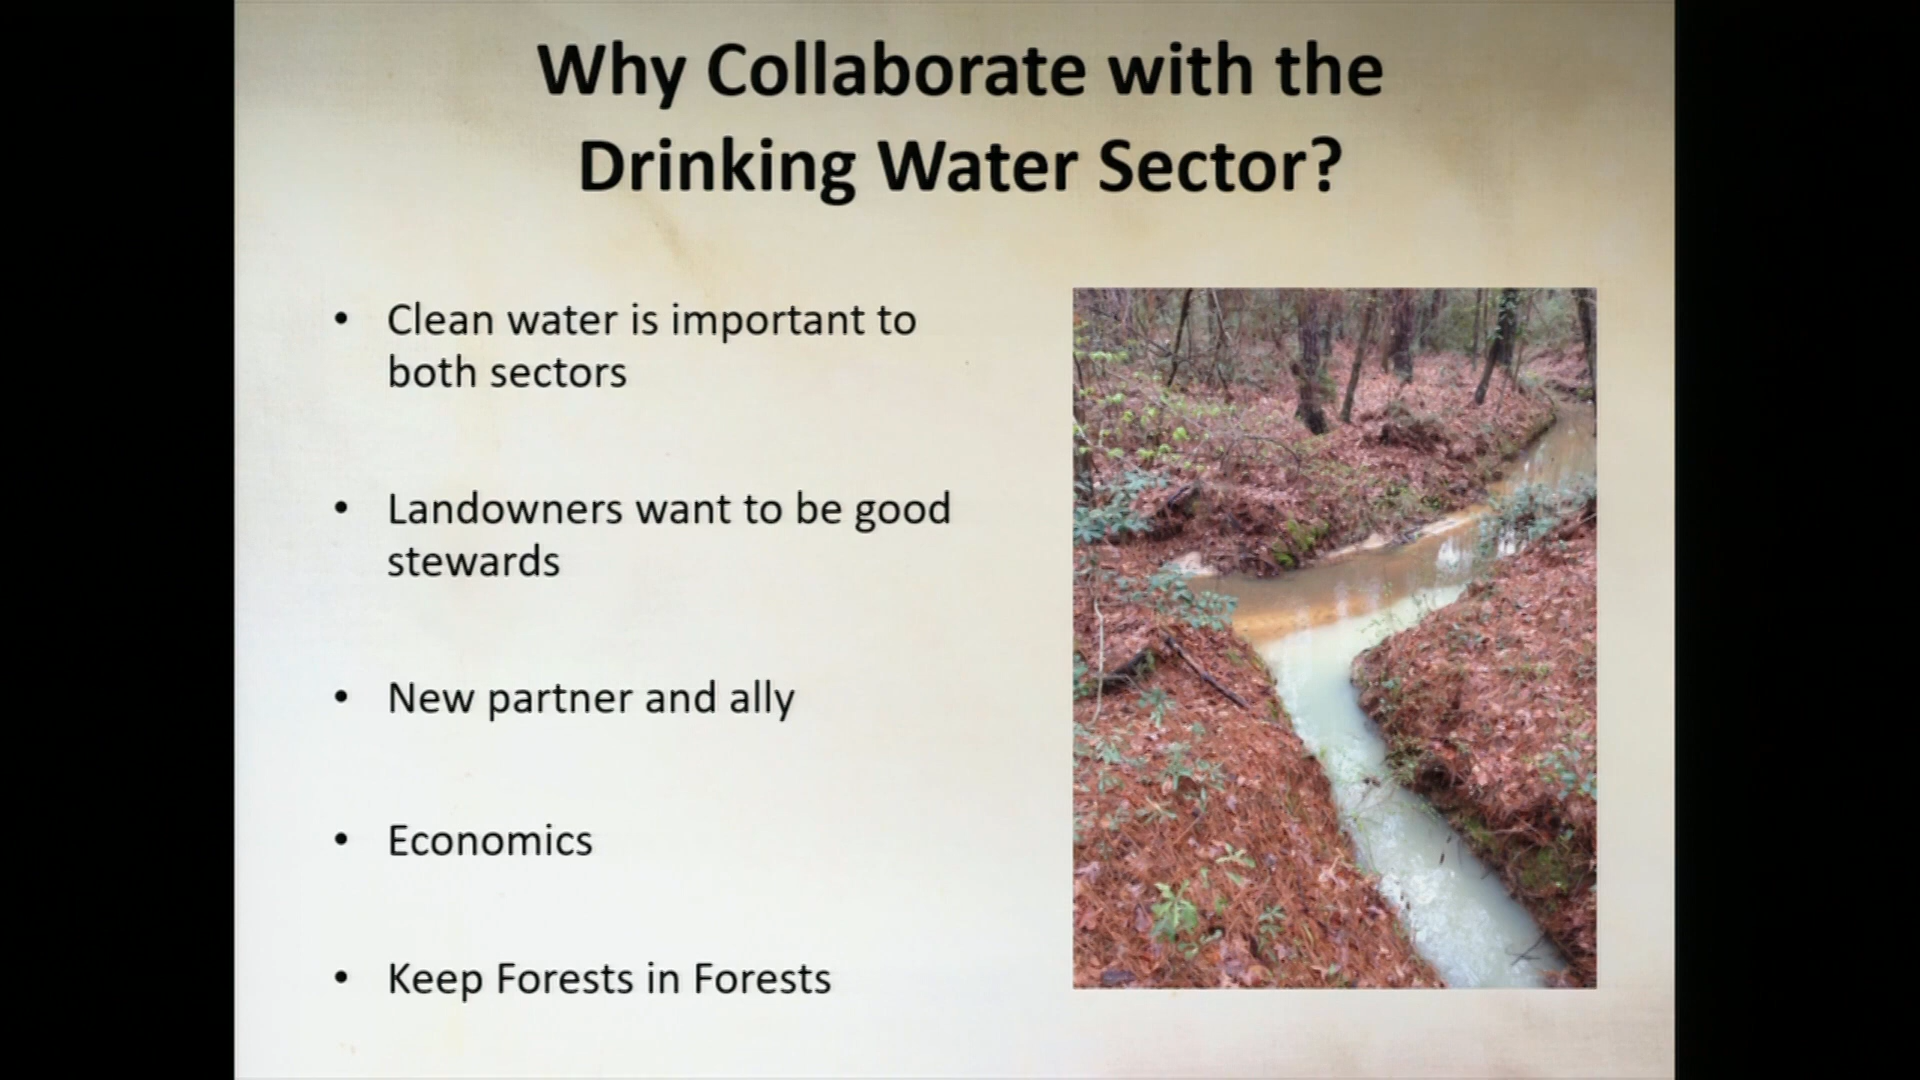 Why Collaborate with the
Drinking Water Sector?
• Clean water is important to
both sectors
• Landowners want to be good
stewards
• New partner and ally
• Economics
• Keep Forests in Forests